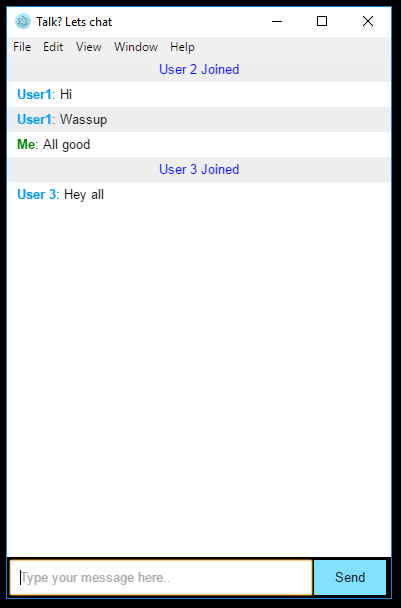 Talk? Lets chat
File Edit View Window Help
User 2 Joined
User1: Hi
User1: Wassup
Me: All good
User 3 Joined
User 3: Hey all
Type your message here.. Send